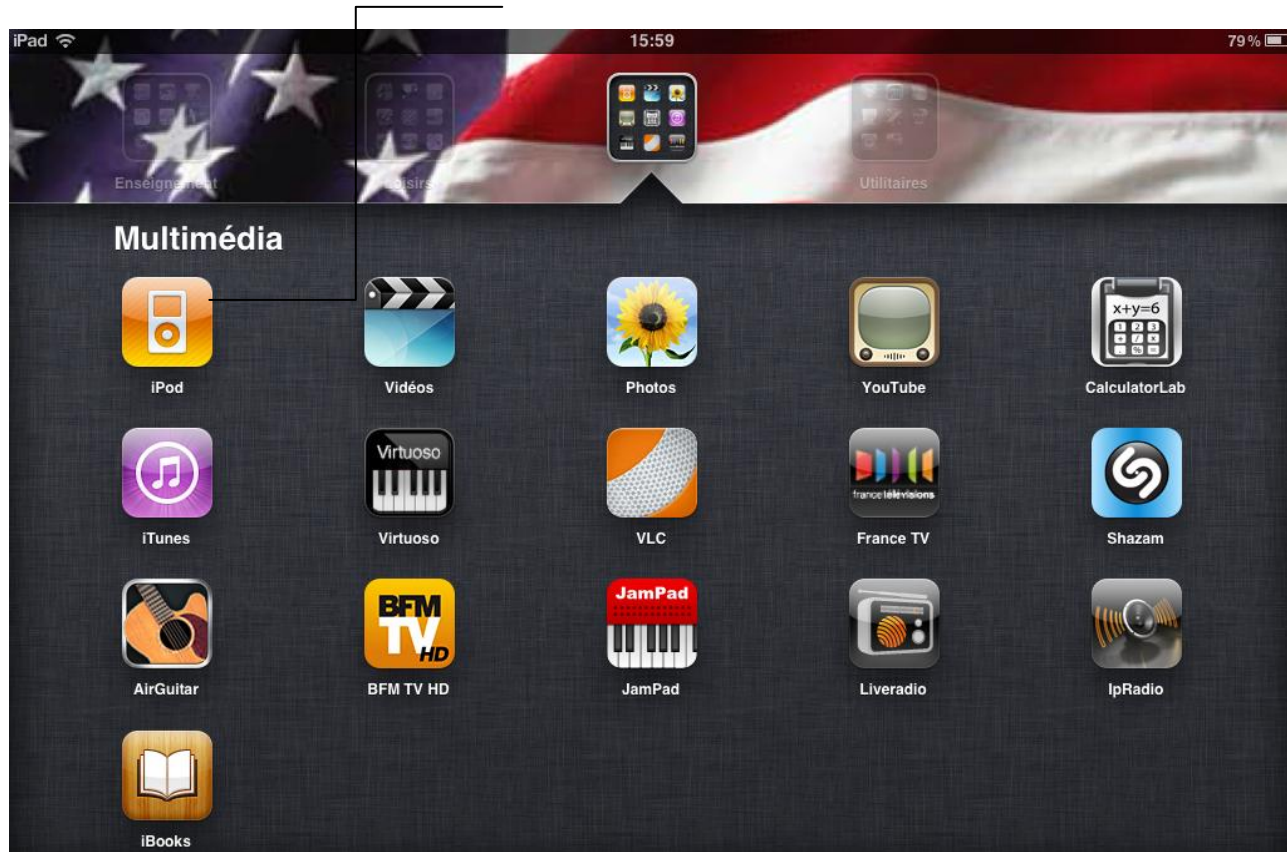 iPad 15:59 79 %
Enseignement Loisirs Utilitaires
Multimédia
x+y=6
iPod Vidéos Photos YouTube CalculatorLab
Virtuoso
francetélévisions
iTunes Virtuoso VLC France TV Shazam
BFM TV HD JamPad
AirGuitar BFM TV HD JamPad Liveradio IpRadio
iBooks